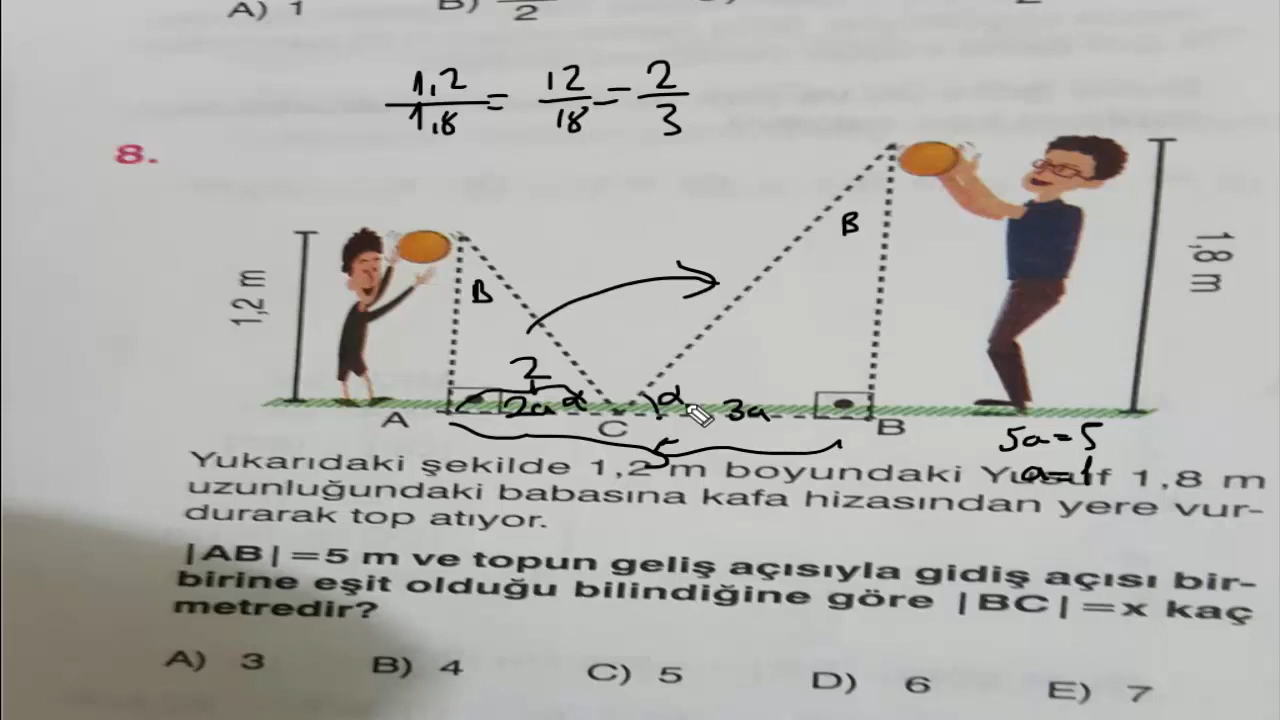 A) 1 B) 2
1,2/1,8 = 12/18 = 2/3
8.
B
B
1,2 m
1,8 m
2
2a α α 3a
A C B
5a=5
5
a=1
Yukarıdaki şekilde 1,2 m boyundaki Yusuf 1,8 m
uzunluğundaki babasına kafa hizasından yere vur-
durarak top atıyor.
|AB|=5 m ve topun geliş açısıyla gidiş açısı bir-
birine eşit olduğu bilindiğine göre |BC|=x kaç
metredir?
A) 3 B) 4 C) 5 D) 6 E) 7